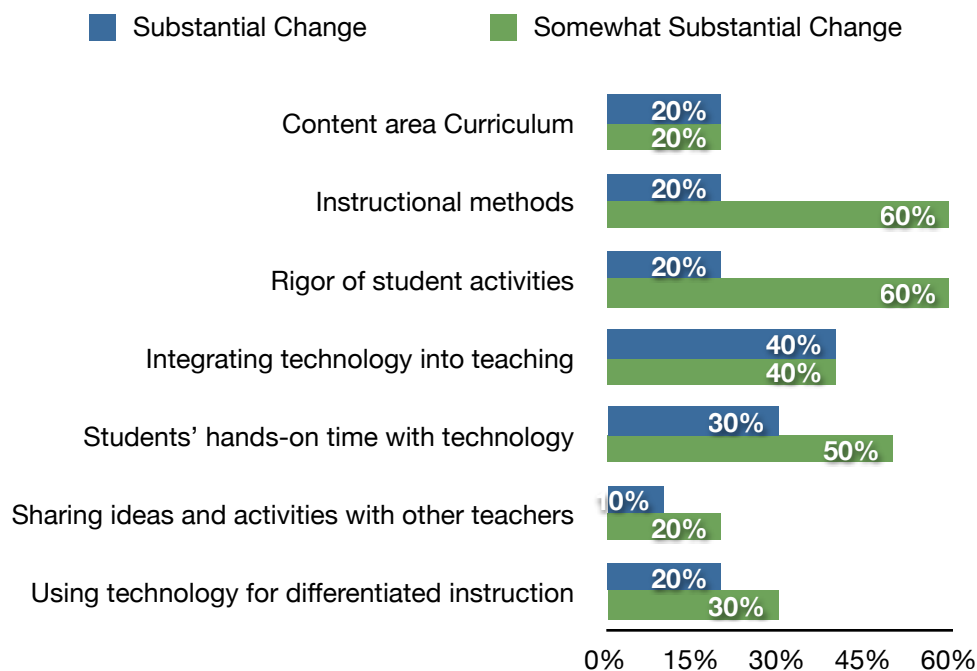 Substantial Change Somewhat Substantial Change
Content area Curriculum 20%
20%
Instructional methods 20%
60%
Rigor of student activities 20%
60%
Integrating technology into teaching 40%
40%
Students’ hands-on time with technology 30%
50%
Sharing ideas and activities with other teachers 10%
20%
Using technology for differentiated instruction 20%
30%
0% 15% 30% 45% 60%